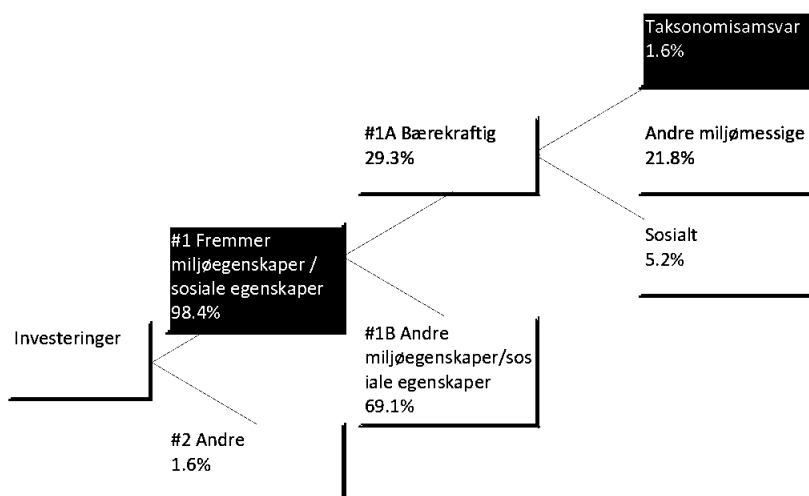 Taksonomisamsvar
1.6%
#1A Bærekraftig
29.3%
Andre miljømessige
21.8%
#1 Fremmer
miljøegenskaper /
sosiale egenskaper
98.4%
Sosialt
5.2%
Investeringer
#1B Andre
miljøegenskaper/sos
iale egenskaper
69.1%
#2 Andre
1.6%